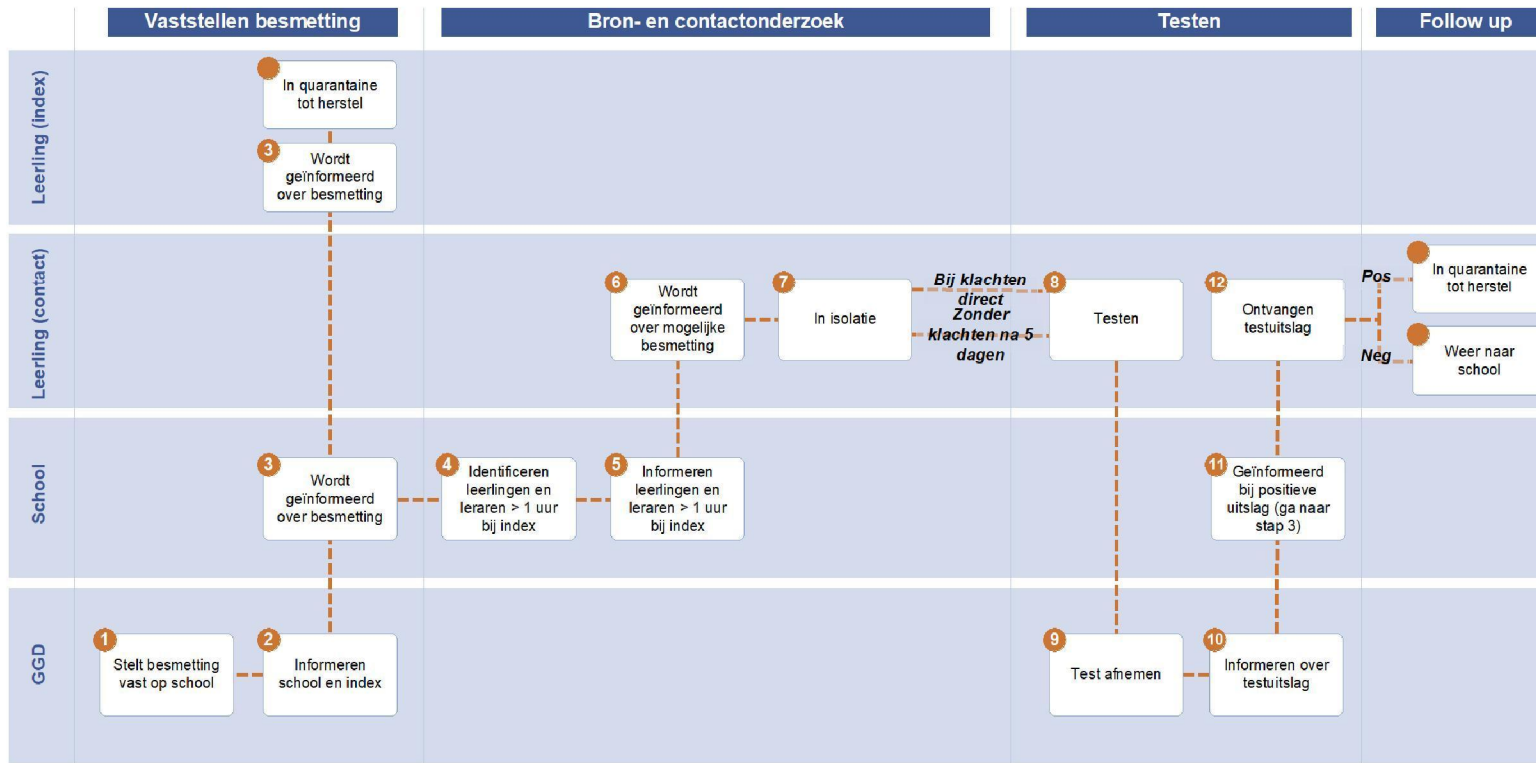 Vaststellen besmetting
Bron- en contactonderzoek
Testen
Follow up
Leerling (index)
In quarantaine
tot herstel
3
Wordt
geïnformeerd
over besmetting
Leerling (contact)
6
Wordt
geïnformeerd
over mogelijke
besmetting
7
In isolatie
Bij klachten
direct
Zonder
klachten na 5
dagen
8
Testen
12
Ontvangen
testuitslag
Pos
In quarantaine
tot herstel
Neg
Weer naar
school
School
3
Wordt
geïnformeerd
over besmetting
4
Identificeren
leerlingen en
leraren > 1 uur
bij index
5
Informeren
leerlingen en
leraren > 1 uur
bij index
11
Geïnformeerd
bij positieve
uitslag (ga naar
stap 3)
GGD
1
Stelt besmetting
vast op school
2
Informeren
school en index
9
Test afnemen
10
Informeren over
testuitslag